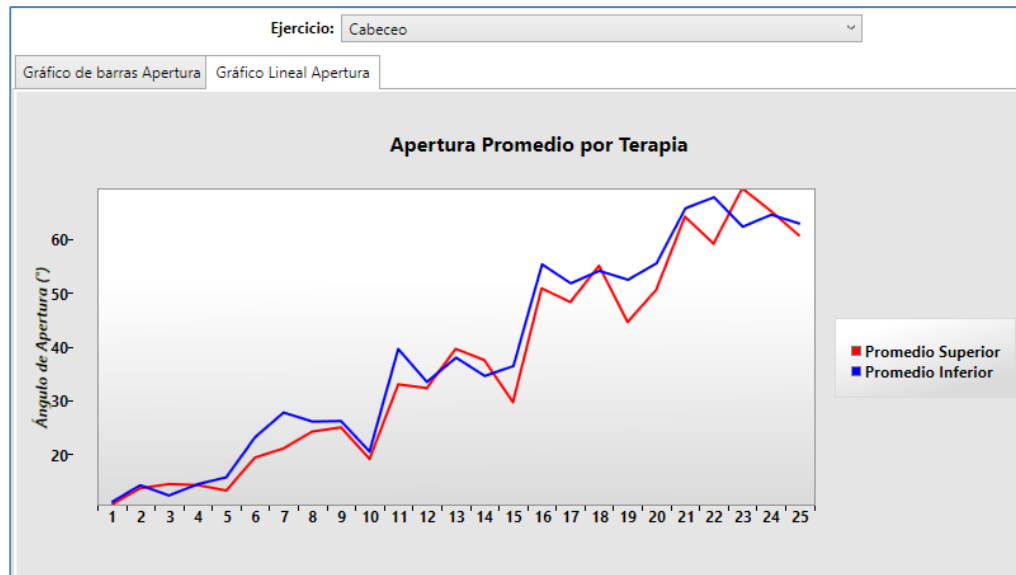 Ejercicio: Cabeceo
Gráfico de barras Apertura Gráfico Lineal Apertura
Apertura Promedio por Terapia
Ángulo de Apertura (°)
60
50
40
30
20
1 2 3 4 5 6 7 8 9 10 11 12 13 14 15 16 17 18 19 20 21 22 23 24 25
Promedio Superior
Promedio Inferior